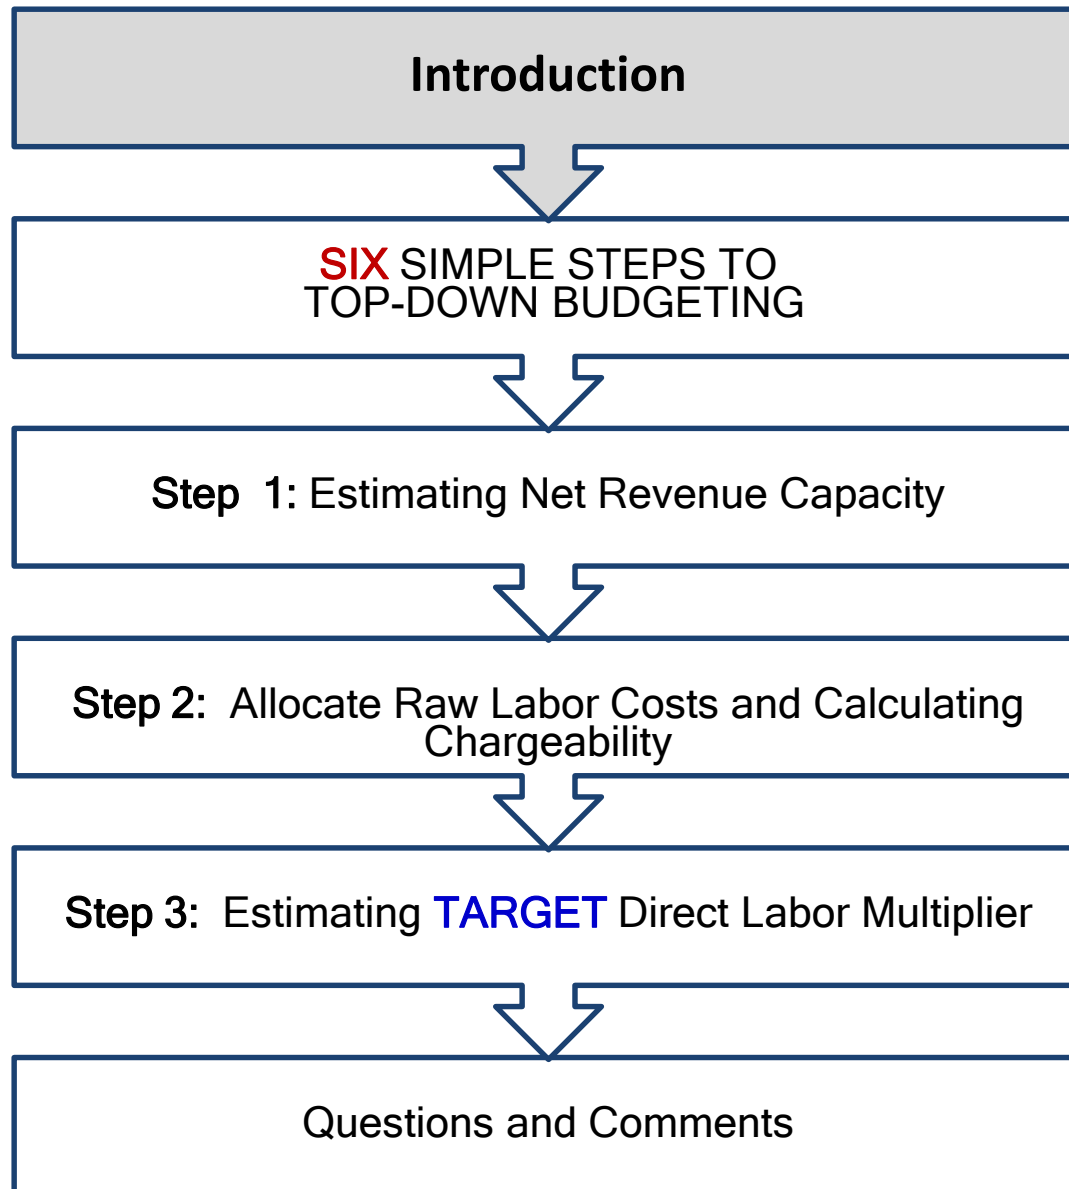 Introduction
SIX SIMPLE STEPS TO
TOP-DOWN BUDGETING
Step  1: Estimating Net Revenue Capacity
Step 2:  Allocate Raw Labor Costs and Calculating
Chargeability
Step 3:  Estimating TARGET Direct Labor Multiplier
Questions and Comments